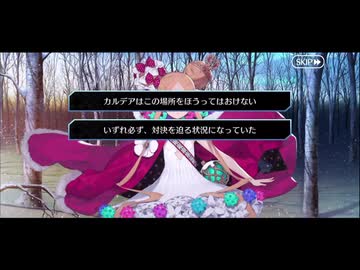 SKIP
カルデアはこの場所をほうってはおけない
いずれ必ず、対決を迫る状況になっていた